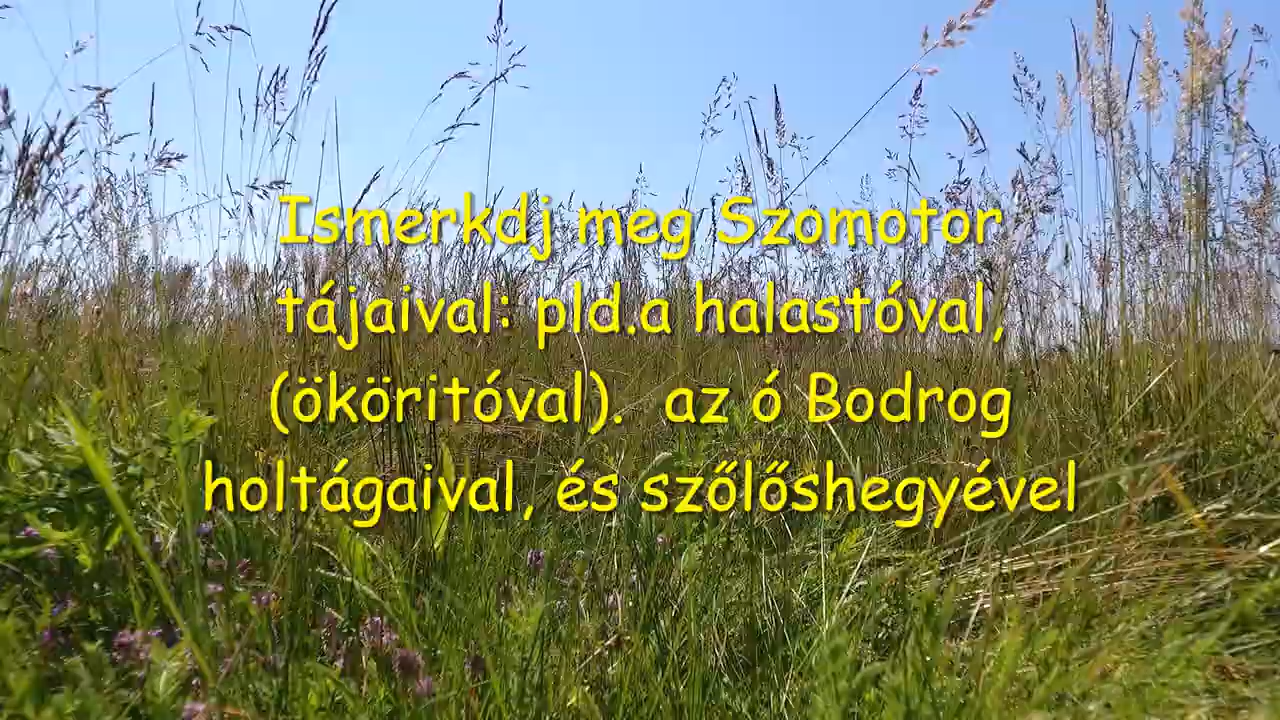 Ismerkdj meg Szomotor
tájaival: pld.a halastóval,
(ököritóval).  az ó Bodrog
holtágaival, és szőlőshegyével